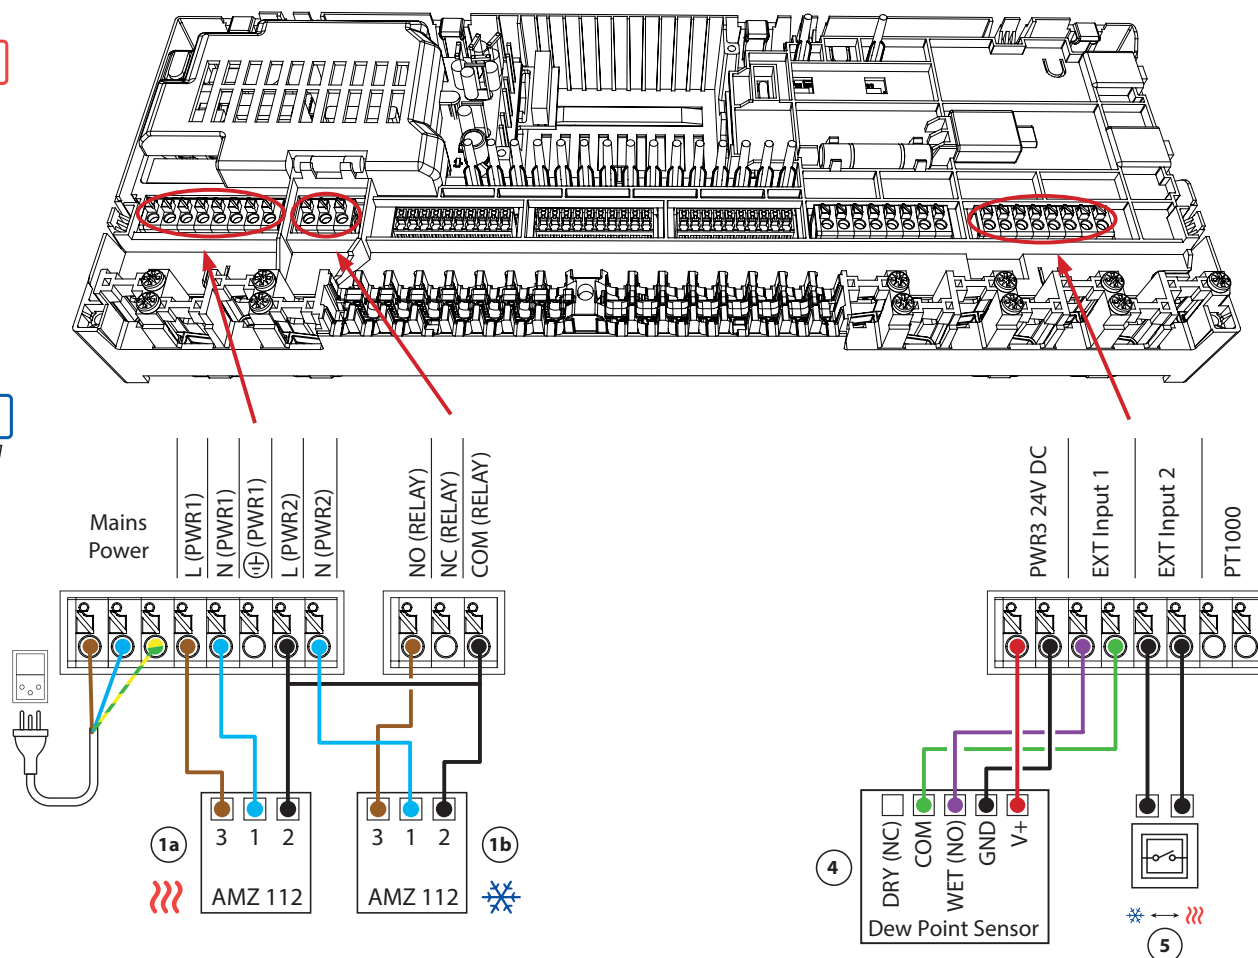 Mains
Power
L (PWR1)
N (PWR1)
(PWR1)
L (PWR2)
N (PWR2)
NO (RELAY)
NC (RELAY)
COM (RELAY)
PWR3 24V DC
EXT Input 1
EXT Input 2
PT1000
1a
3 1 2
AMZ 112
3 1 2
AMZ 112
1b
4
DRY (NC)
COM
WET (NO)
GND
V+
Dew Point Sensor
5